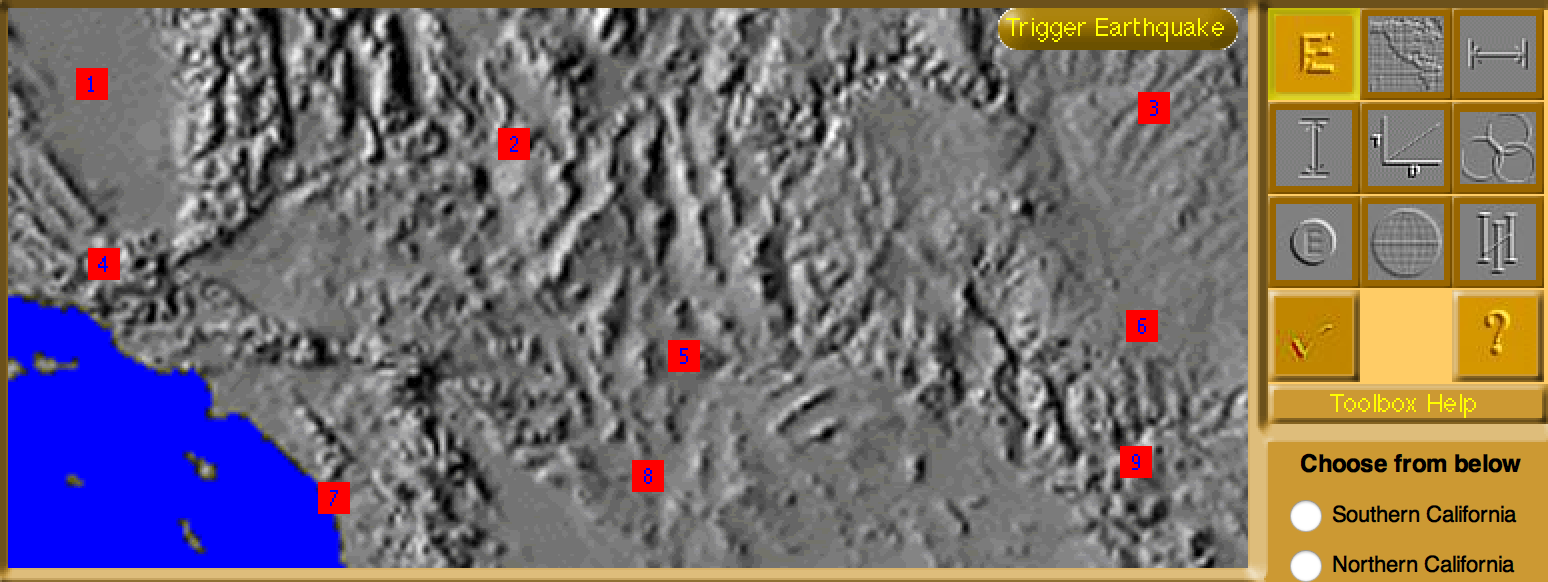 Trigger Earthquake
1
2
3
4
5
6
7
8
9
E
T
D
B
?
Toolbox Help
Choose from below
Southern California
Northern California